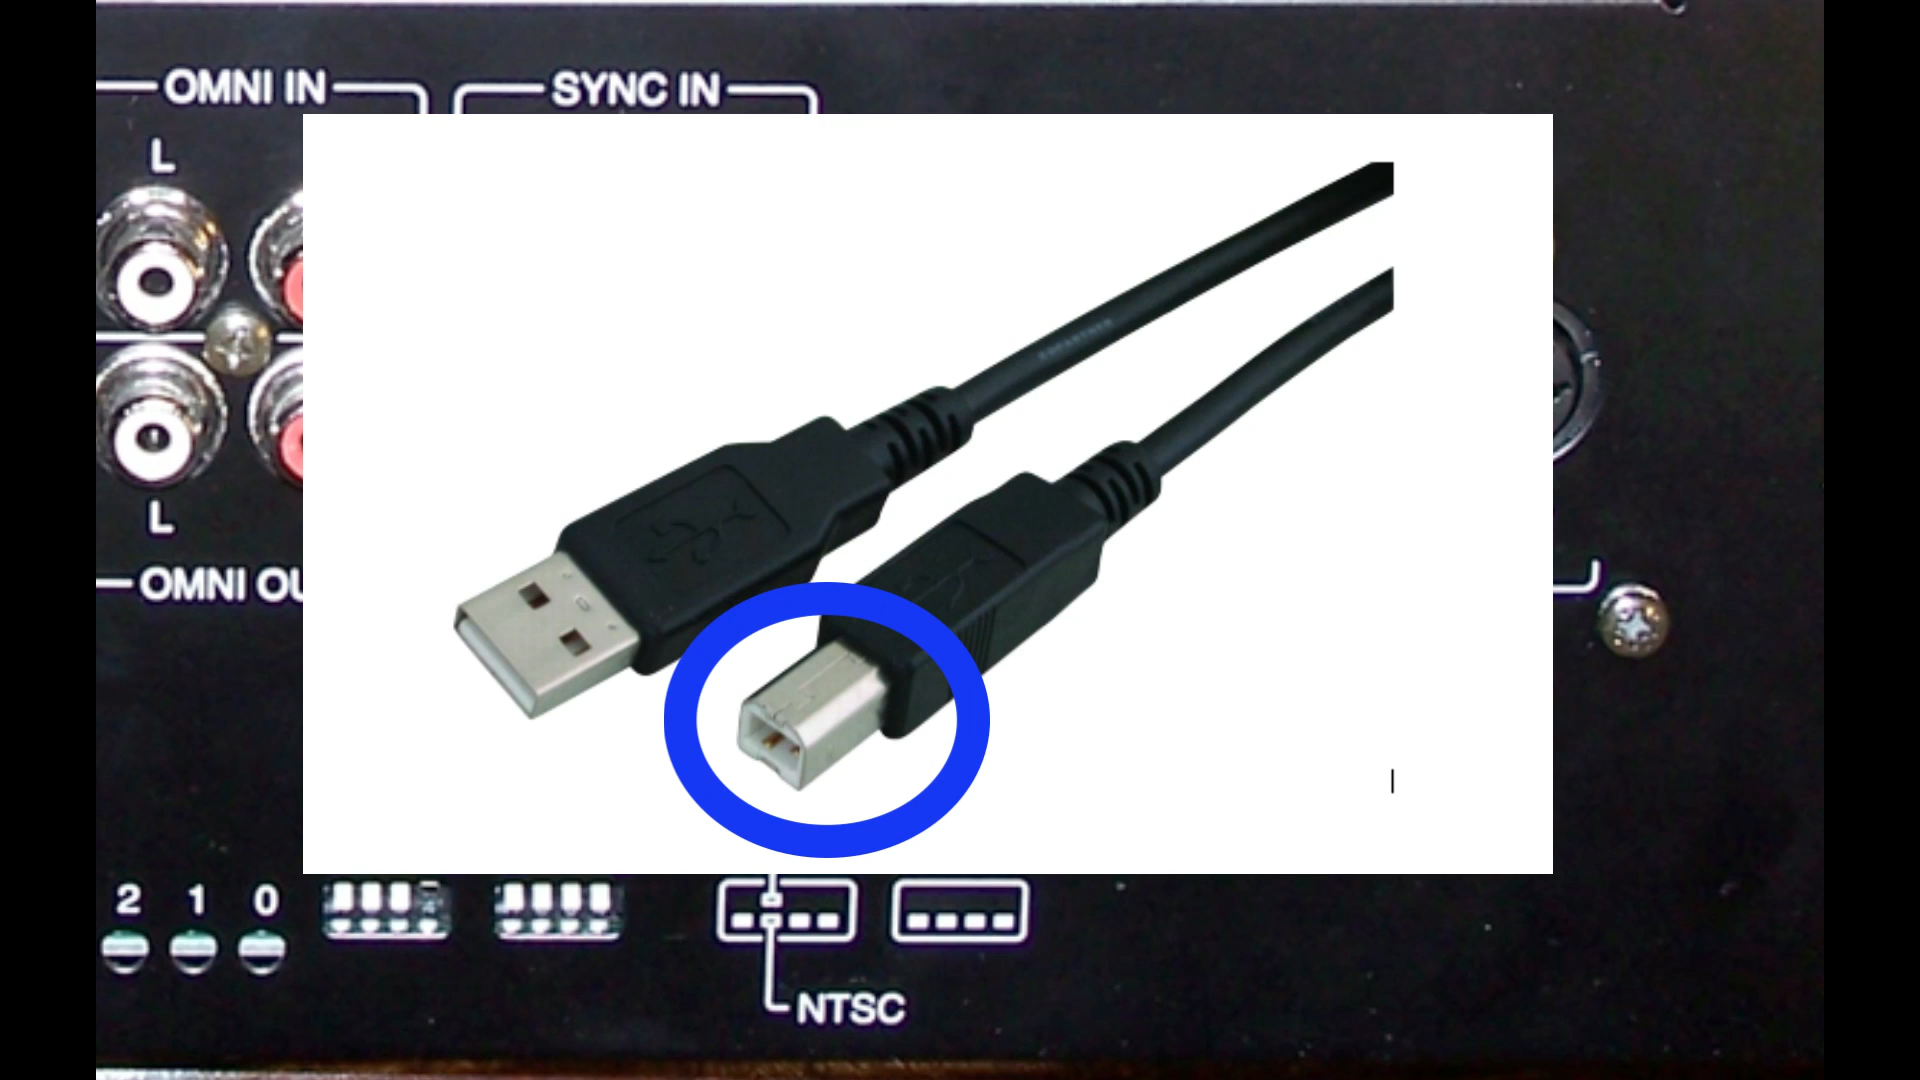 OMNI IN
SYNC IN
L
L
OMNI OU
2 1 0
NTSC